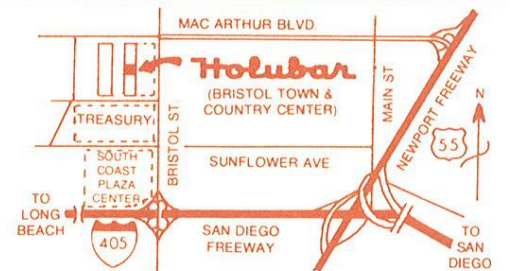 MAC ARTHUR BLVD
Holubar
(BRISTOL TOWN &
COUNTRY CENTER)
MAIN ST
NEWPORT FREEWAY
N
55
TREASURY
BRISTOL ST
SOUTH
COAST
PLAZA
CENTER
SUNFLOWER AVE
TO
LONG
BEACH
405
SAN DIEGO
FREEWAY
TO
SAN
DIEGO